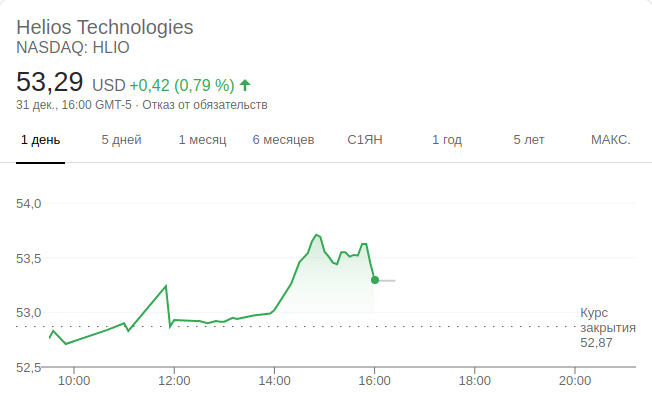 Helios Technologies
NASDAQ: HLIO
53,29 USD +0,42 (0,79 %)
31 дек., 16:00 GMT-5 · Отказ от обязательств
1 день 5 дней 1 месяц 6 месяцев С1ЯН 1 год 5 лет МАКС.
54,0
53,5
53,0
Курс
закрытия
52,87
52,5
10:00 12:00 14:00 16:00 18:00 20:00